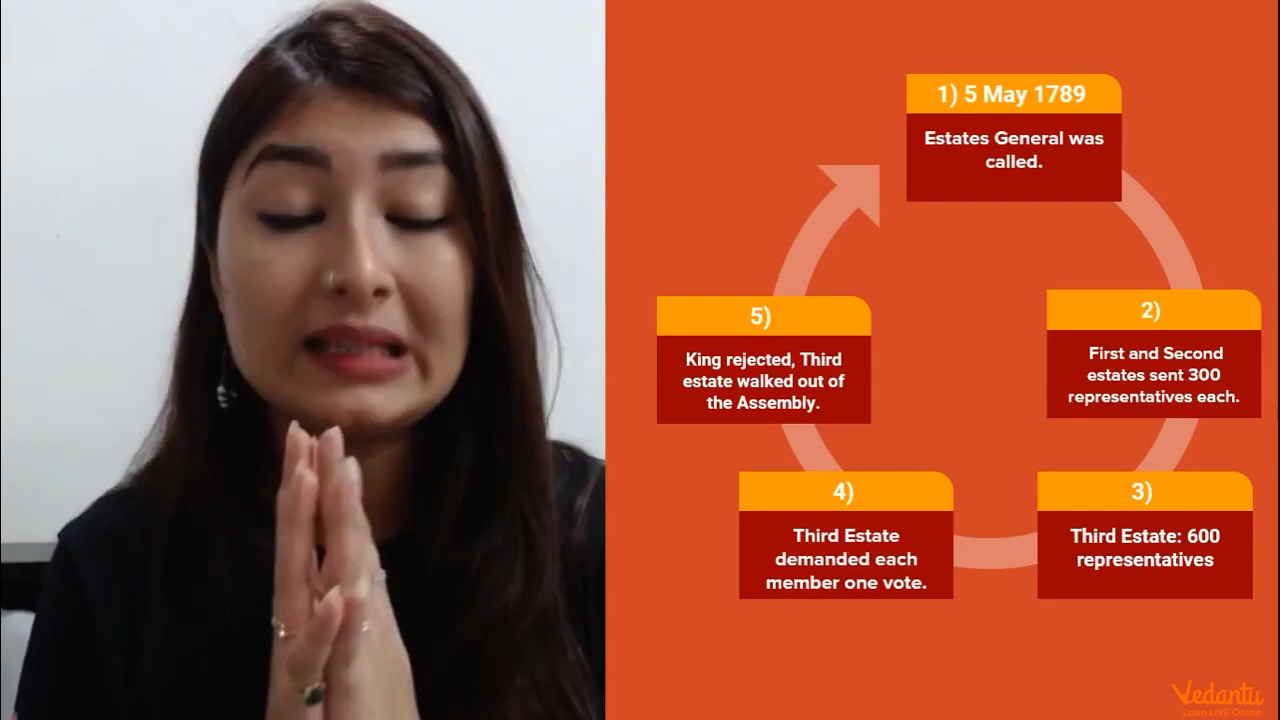 1) 5 May 1789
Estates General was
called.
2)
First and Second
estates sent 300
representatives each.
3)
Third Estate: 600
representatives
4)
Third Estate
demanded each
member one vote.
5)
King rejected, Third
estate walked out of
the Assembly.
Vedantu
Learn LIVE Online